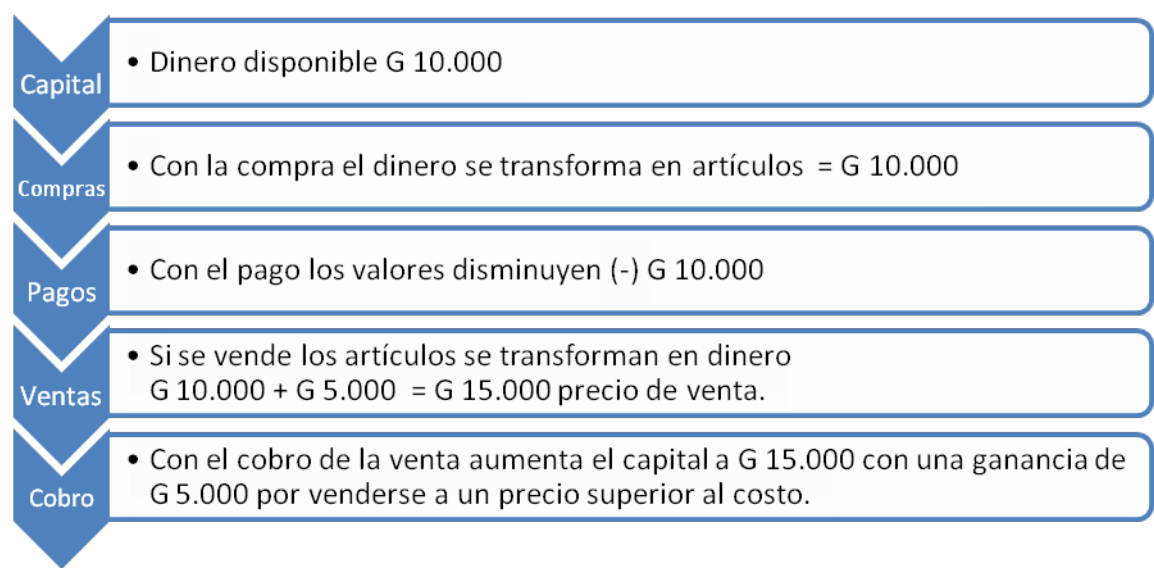 Capital
• Dinero disponible G 10.000
Compras
• Con la compra el dinero se transforma en artículos = G 10.000
Pagos
• Con el pago los valores disminuyen (-) G 10.000
Ventas
• Si se vende los artículos se transforman en dinero
G 10.000 + G 5.000 = G 15.000 precio de venta.
Cobro
• Con el cobro de la venta aumenta el capital a G 15.000 con una ganancia de
G 5.000 por venderse a un precio superior al costo.